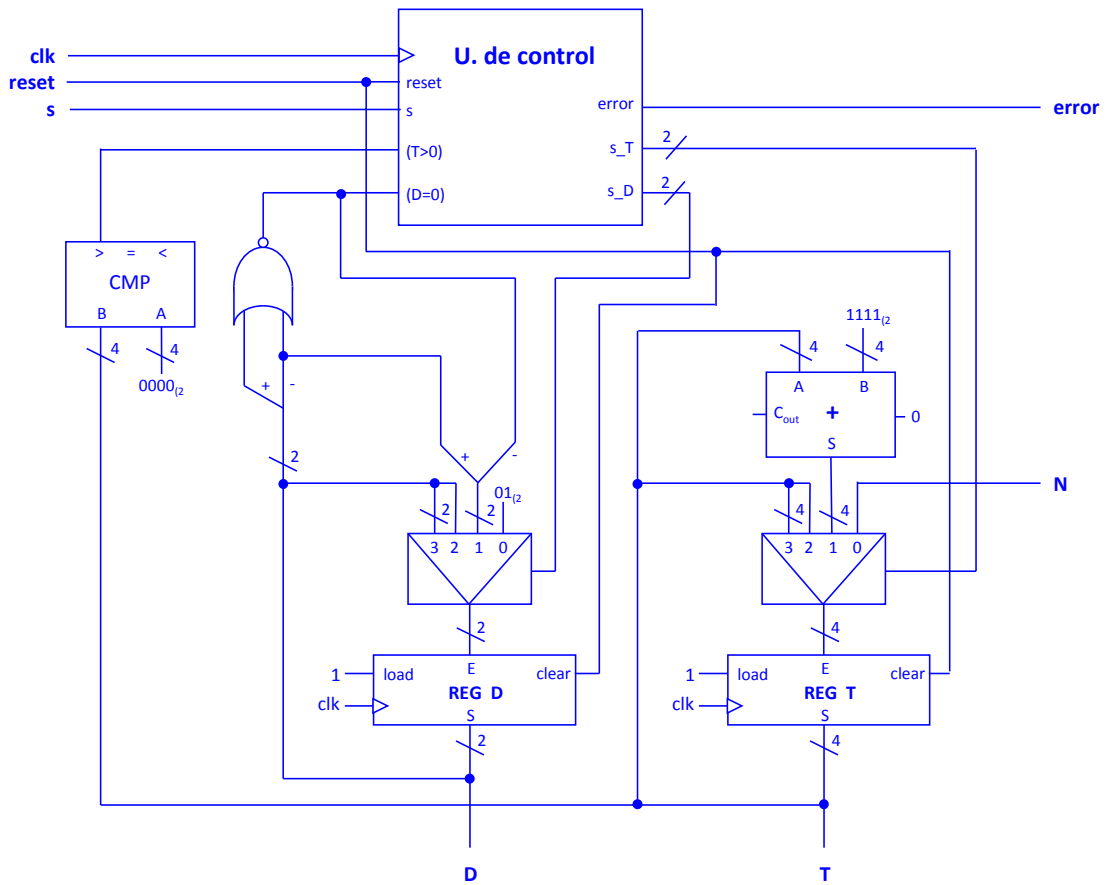 U. de control
clk
reset
s
reset
s
(T>0)
(D=0)
error
s_T
s_D
2
2
error
> = <
CMP
B A
4
4
0000(2
+ -
2
+ -
01(2
2
2
3 2 1 0
2
1
load
E
clear
clk
REG D
S
2
D
1111(2
4
4
A B
Cout
+
0
S
N
4
4
3 2 1 0
4
1
load
E
clear
clk
REG T
S
4
T